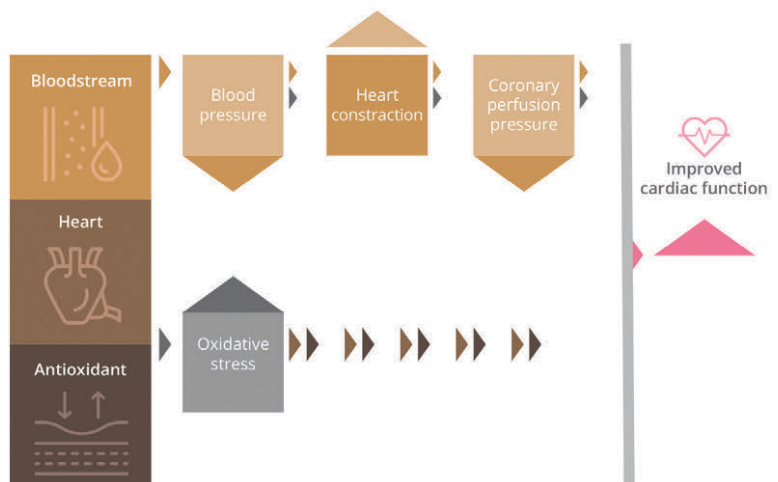 Bloodstream
Blood
pressure
Heart
constraction
Coronary
perfusion
pressure
Improved
cardiac function
Heart
Oxidative
stress
Antioxidant